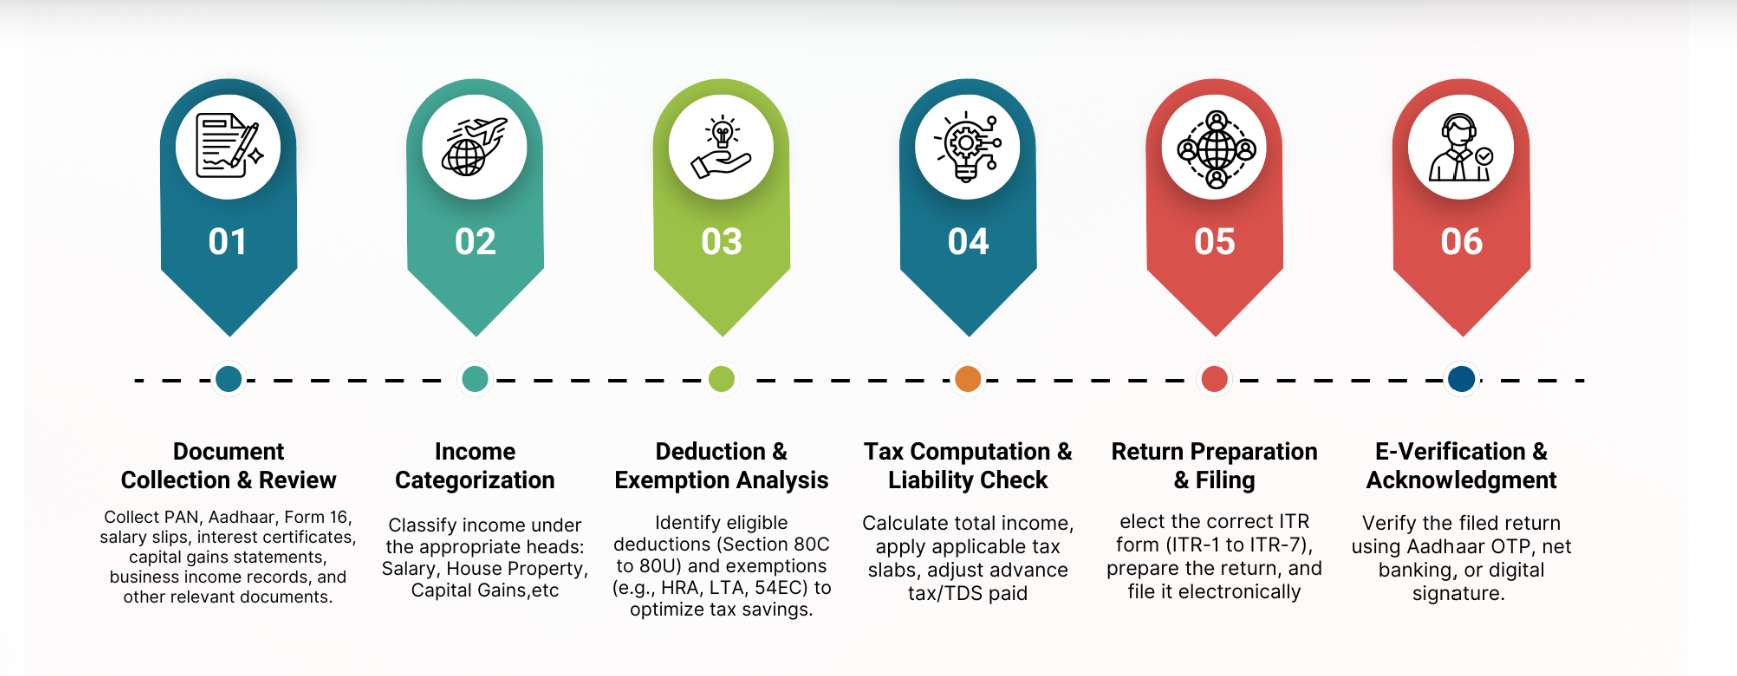 01
02
03
04
05
06
Document
Collection & Review
Collect PAN, Aadhaar, Form 16,
salary slips, interest certificates,
capital gains statements,
business income records, and
other relevant documents.
Income
Categorization
Classify income under
the appropriate heads:
Salary, House Property,
Capital Gains,etc
Deduction &
Exemption Analysis
Identify eligible
deductions (Section 80C
to 80U) and exemptions
(e.g., HRA, LTA, 54EC) to
optimize tax savings.
Tax Computation &
Liability Check
Calculate total income,
apply applicable tax
slabs, adjust advance
tax/TDS paid
Return Preparation
& Filing
elect the correct ITR
form (ITR-1 to ITR-7),
prepare the return, and
file it electronically
E-Verification &
Acknowledgment
Verify the filed return
using Aadhaar OTP, net
banking, or digital
signature.